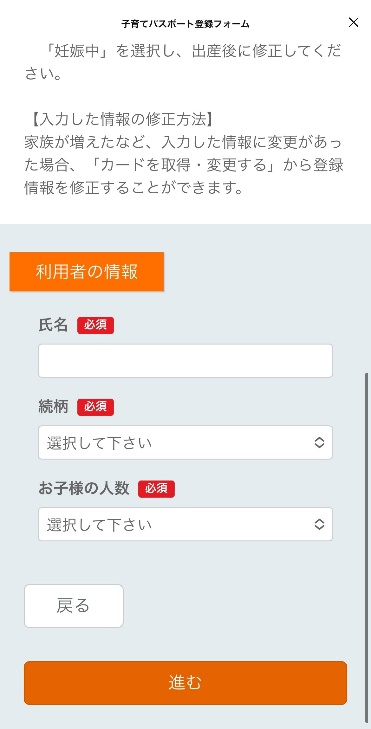 子育てパスポート登録フォーム
「妊娠中」を選択し、出産後に修正してくだ
さい。
【入力した情報の修正方法】
家族が増えたなど、入力した情報に変更があっ
た場合、「カードを取得・変更する」から登録
情報を修正することができます。
利用者の情報
氏名 必須
続柄 必須
選択して下さい
お子様の人数 必須
選択して下さい
戻る
進む